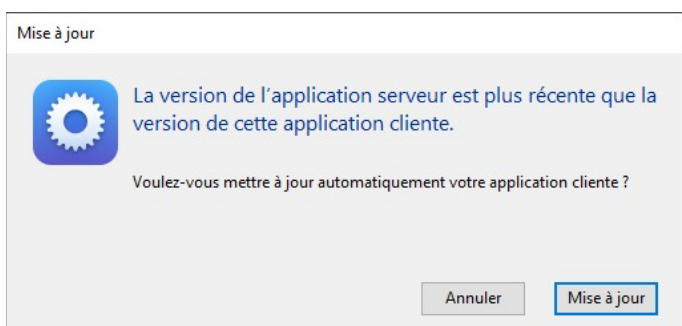 Mise à jour
La version de l’application serveur est plus récente que la
version de cette application cliente.
Voulez-vous mettre à jour automatiquement votre application cliente ?
Annuler
Mise à jour